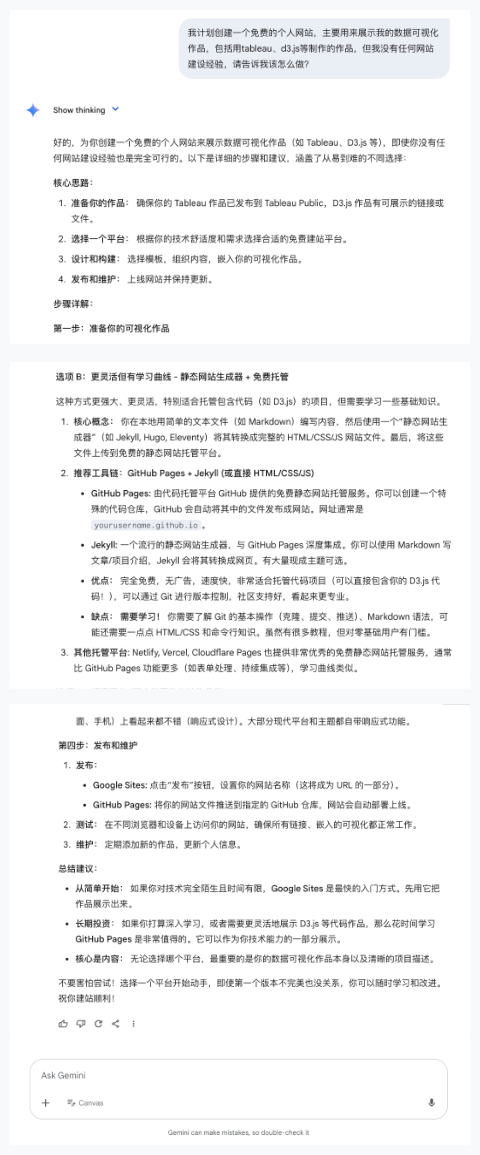 我计划创建一个免费的个人网站，主要用来展示我的数据可视化
作品，包括用tableau、d3.js等制作的作品，但我没有任何网站
建设经验，请告诉我该怎么做？
Show thinking
好的，为你创建一个免费的个人网站来展示数据可视化作品（如 Tableau、D3.js 等），即使你没有任
何网站建设经验也是完全可行的。以下是详细的步骤和建议，涵盖了从易到难的不同选择：
核心思路：
1. 准备你的作品： 确保你的 Tableau 作品已发布到 Tableau Public，D3.js 作品有可展示的链接或
文件。
2. 选择一个平台： 根据你的技术舒适度和需求选择合适的免费建站平台。
3. 设计和构建： 选择模板，组织内容，嵌入你的可视化作品。
4. 发布和维护： 上线网站并保持更新。
步骤详解：
第一步：准备你的可视化作品
选项 B：更灵活但有学习曲线 - 静态网站生成器 + 免费托管
这种方式更强大、更灵活，特别适合托管包含代码（如 D3.js）的项目，但需要学习一些基础知识。
1. 核心概念： 你在本地用简单的文本文件（如 Markdown）编写内容，然后使用一个“静态网站生
成器”（如 Jekyll, Hugo, Eleventy）将其转换成完整的 HTML/CSS/JS 网站文件。最后，将这些
文件上传到免费的静态网站托管平台。
2. 推荐工具链：GitHub Pages + Jekyll (或直接 HTML/CSS/JS)
• GitHub Pages: 由代码托管平台 GitHub 提供的免费静态网站托管服务。你可以创建一个特
殊的代码仓库，GitHub 会自动将其中的文件发布成网站。网址通常是
yourusername.github.io 。
• Jekyll: 一个流行的静态网站生成器，与 GitHub Pages 深度集成。你可以使用 Markdown 写
文章/项目介绍，Jekyll 会将其转换成网页。有大量现成主题可选。
• 优点： 完全免费，无广告，速度快，非常适合托管代码项目（可以直接包含你的 D3.js 代
码！），可以通过 Git 进行版本控制，社区支持好，看起来更专业。
• 缺点： 需要学习！ 你需要了解 Git 的基本操作（克隆、提交、推送）、Markdown 语法，可
能还需要一点点 HTML/CSS 和命令行知识。虽然有很多教程，但对零基础用户有门槛。
3. 其他托管平台: Netlify, Vercel, Cloudflare Pages 也提供非常优秀的免费静态网站托管服务，通常
比 GitHub Pages 功能更多（如表单处理、持续集成等），学习曲线类似。
面、手机）上看起来都不错（响应式设计）。大部分现代平台和主题都自带响应式功能。
第四步：发布和维护
1. 发布：
• Google Sites: 点击“发布”按钮，设置你的网站名称（这将成为 URL 的一部分）。
• GitHub Pages: 将你的网站文件推送到指定的 GitHub 仓库，网站会自动部署上线。
2. 测试： 在不同浏览器和设备上访问你的网站，确保所有链接、嵌入的可视化都正常工作。
3. 维护： 定期添加新的作品，更新个人信息。
总结建议：
• 从简单开始： 如果你对技术完全陌生且时间有限，Google Sites 是最快的入门方式。先用它把
作品展示出来。
• 长期投资： 如果你打算深入学习，或者需要更灵活地展示 D3.js 等代码作品，那么花时间学习
GitHub Pages 是非常值得的。它可以作为你技术能力的一部分展示。
• 核心是内容： 无论选择哪个平台，最重要的是你的数据可视化作品本身以及清晰的项目描述。
不要害怕尝试！选择一个平台开始动手，即使第一个版本不完美也没关系，你可以随时学习和改进。
祝你建站顺利！
Ask Gemini
Canvas
Gemini can make mistakes, so double-check it